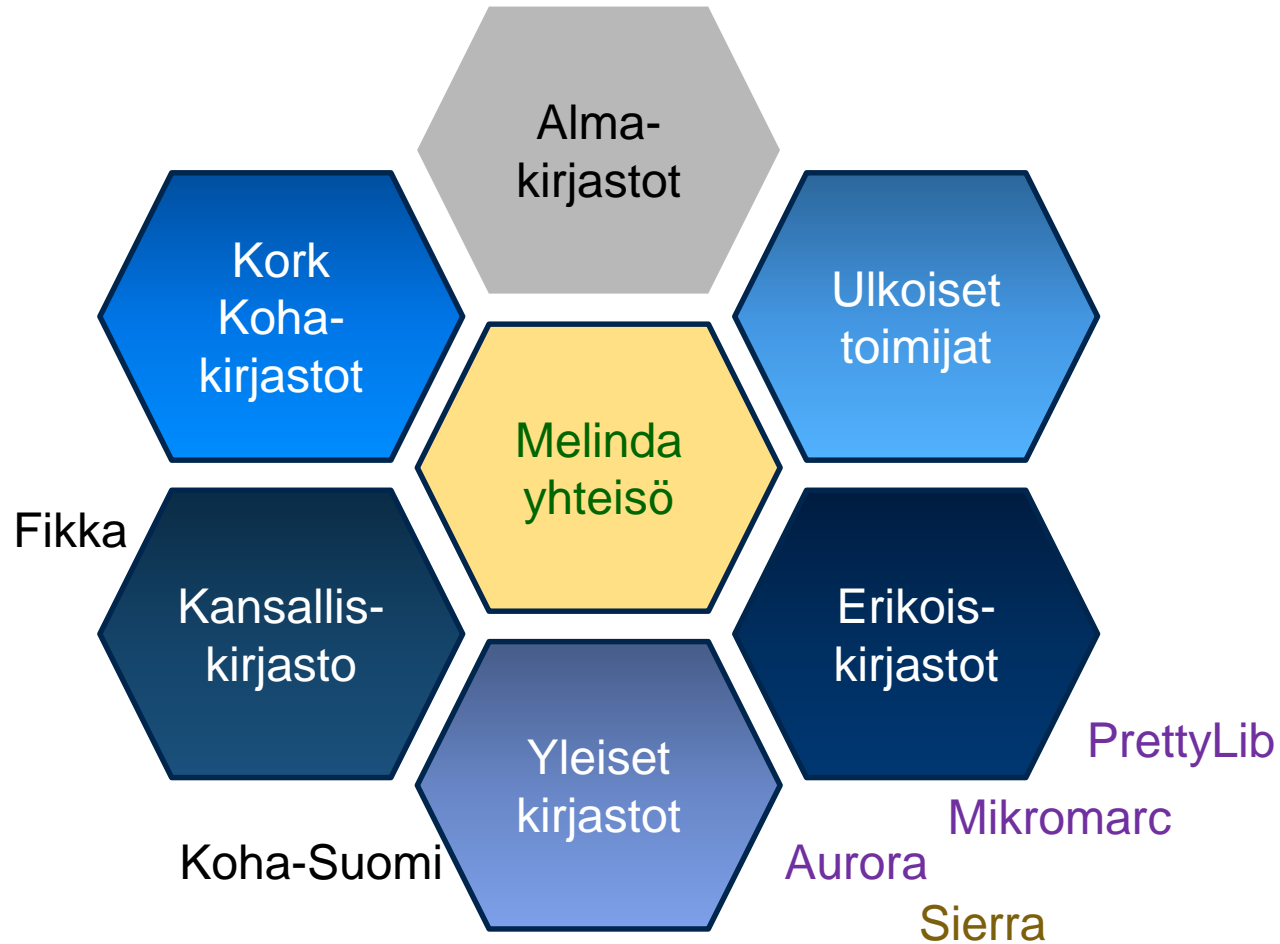 Alma-
kirjastot
Kork
Koha-
kirjastot
Ulkoiset
toimijat
Melinda
yhteisö
Fikka
Kansallis-
kirjasto
Erikois-
kirjastot
Yleiset
kirjastot
PrettyLib
Mikromarc
Koha-Suomi
Aurora
Sierra